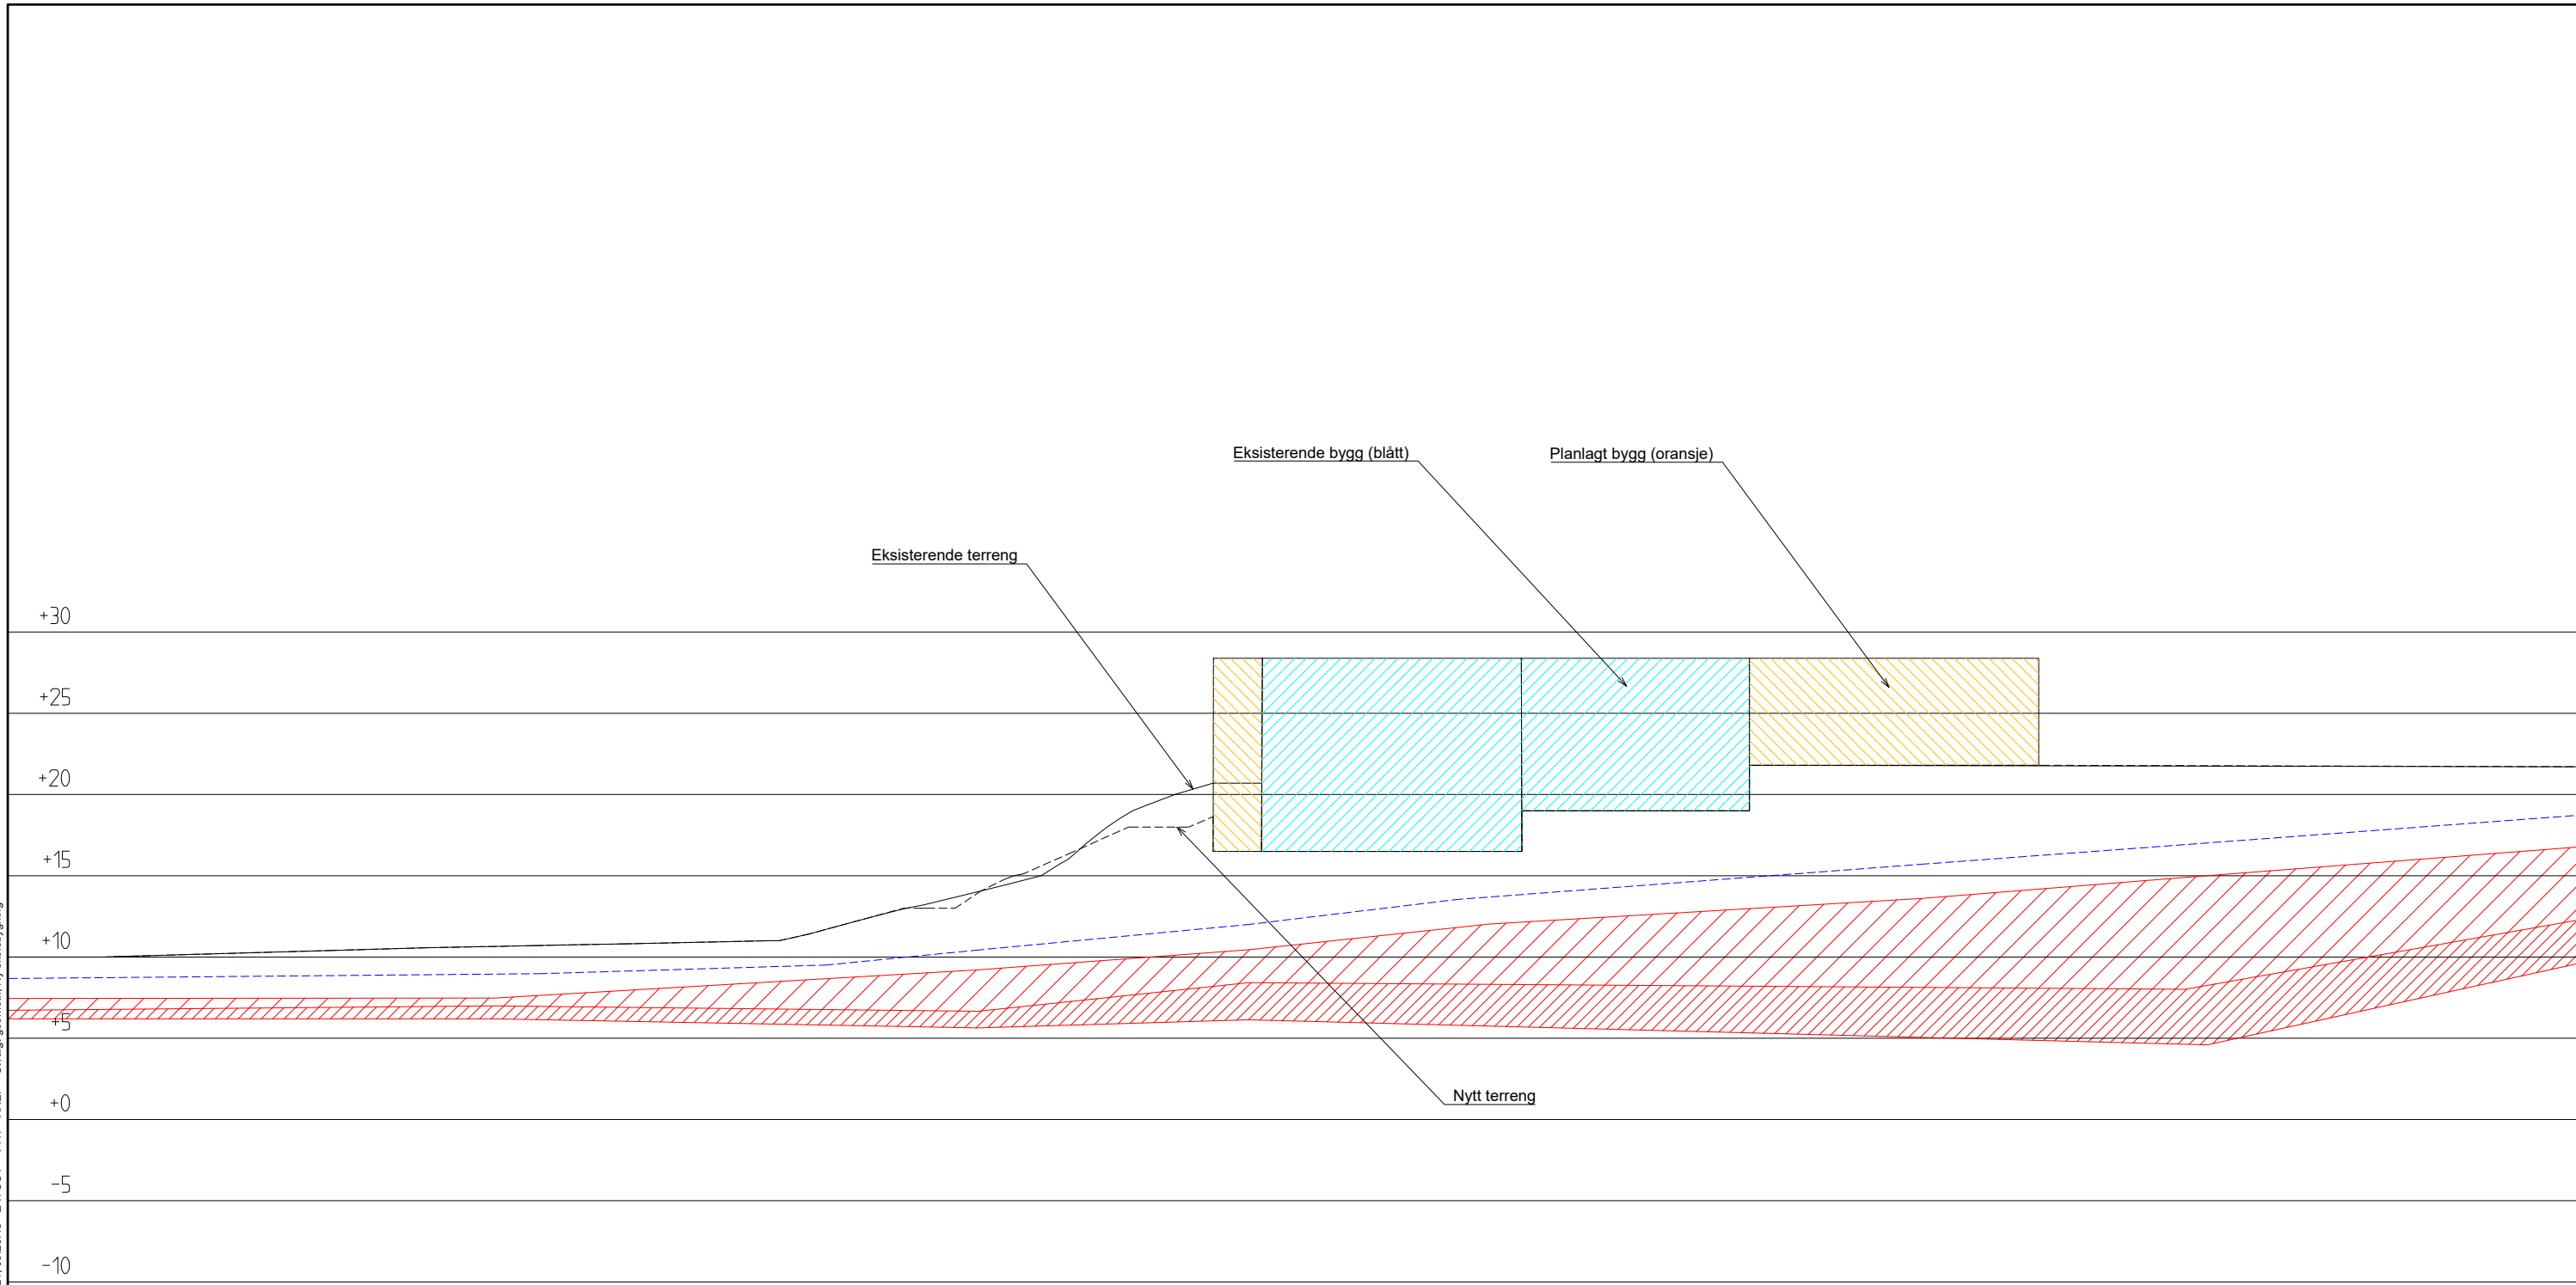 Eksisterende bygg (blått)
Planlagt bygg (oransje)
Eksisterende terreng
+30
+25
+20
+15
+10
+5
Nytt terreng
+0
-5
-10